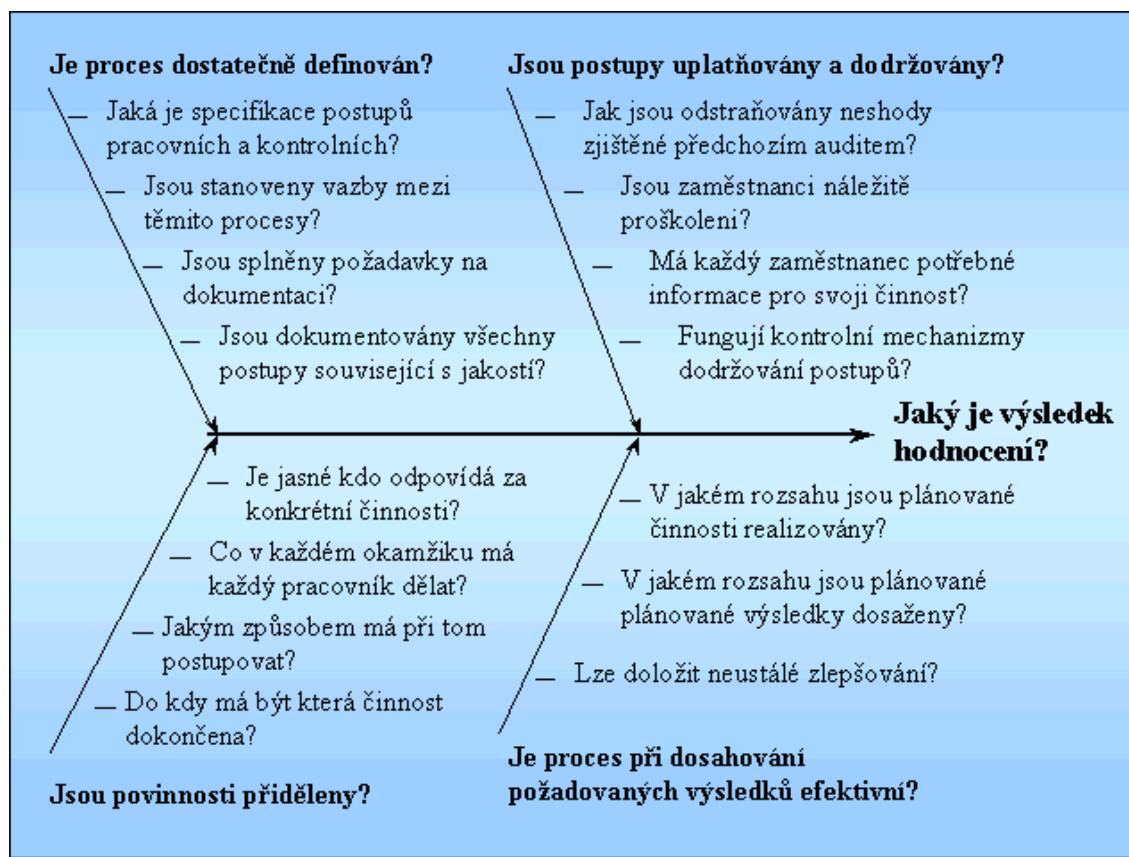 Je proces dostatečně definován?
Jaká je specifikace postupů
pracovních a kontrolních?
Jsou stanoveny vazby mezi
těmito procesy?
Jsou splněny požadavky na
dokumentaci?
Jsou dokumentovány všechny
postupy související s jakostí?
Jsou postupy uplatňovány a dodržovány?
Jak jsou odstraňovány neshody
zjištěné předchozím auditem?
Jsou zaměstnanci náležitě
proškoleni?
Má každý zaměstnanec potřebné
informace pro svoji činnost?
Fungují kontrolní mechanizmy
dodržování postupů?
Jaký je výsledek
hodnocení?
Je jasné kdo odpovídá za
konkrétní činnosti?
Co v každém okamžiku má
každý pracovník dělat?
Jakým způsobem má při tom
postupovat?
Do kdy má být která činnost
dokončena?
Jsou povinnosti přiděleny?
V jakém rozsahu jsou plánované
činnosti realizovány?
V jakém rozsahu jsou plánované
plánované výsledky dosaženy?
Lze doložit neustálé zlepšování?
Je proces při dosahování
požadovaných výsledků efektivní?